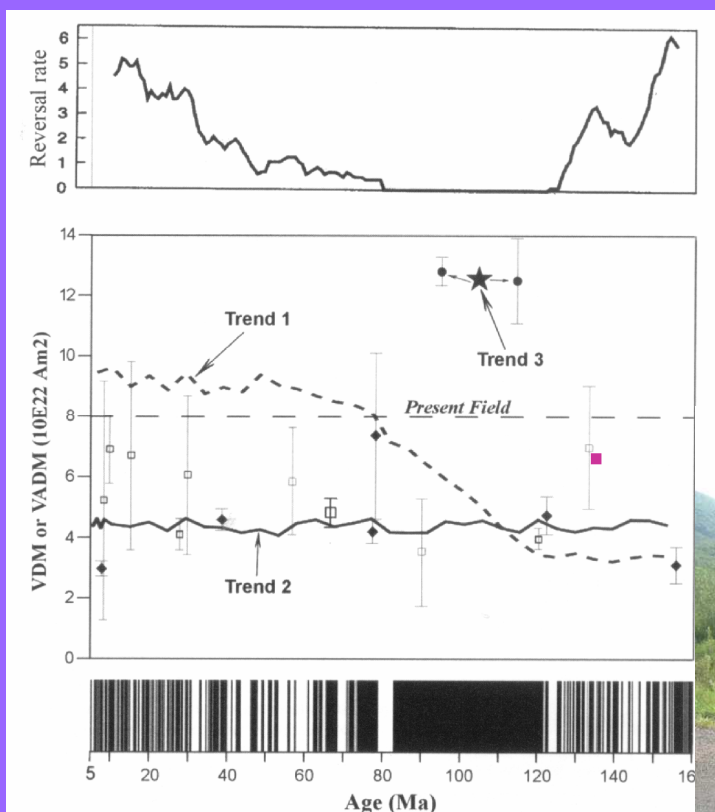 6
5
4
3
2
1
0
Reversal rate
14
12
10
8
6
4
2
0
VDM or VADM (10E22 Am2)
Trend 1
Trend 3
Present Field
Trend 2
5 20 40 60 80 100 120 140 16
Age (Ma)